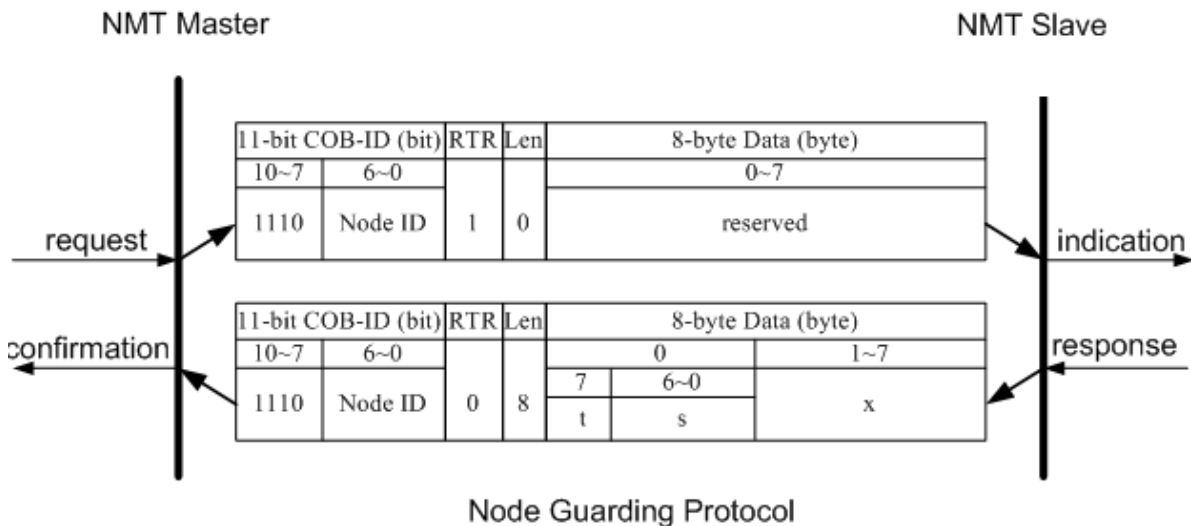 NMT Master
NMT Slave
11-bit COB-ID (bit) RTR Len 8-byte Data (byte)
10~7 6~0 0~7
1110 Node ID 1 0 reserved
request
indication
11-bit COB-ID (bit) RTR Len 8-byte Data (byte)
confirmation
response
10~7 6~0 0 1~7
7 6~0
1110 Node ID 0 8 x
t s
Node Guarding Protocol